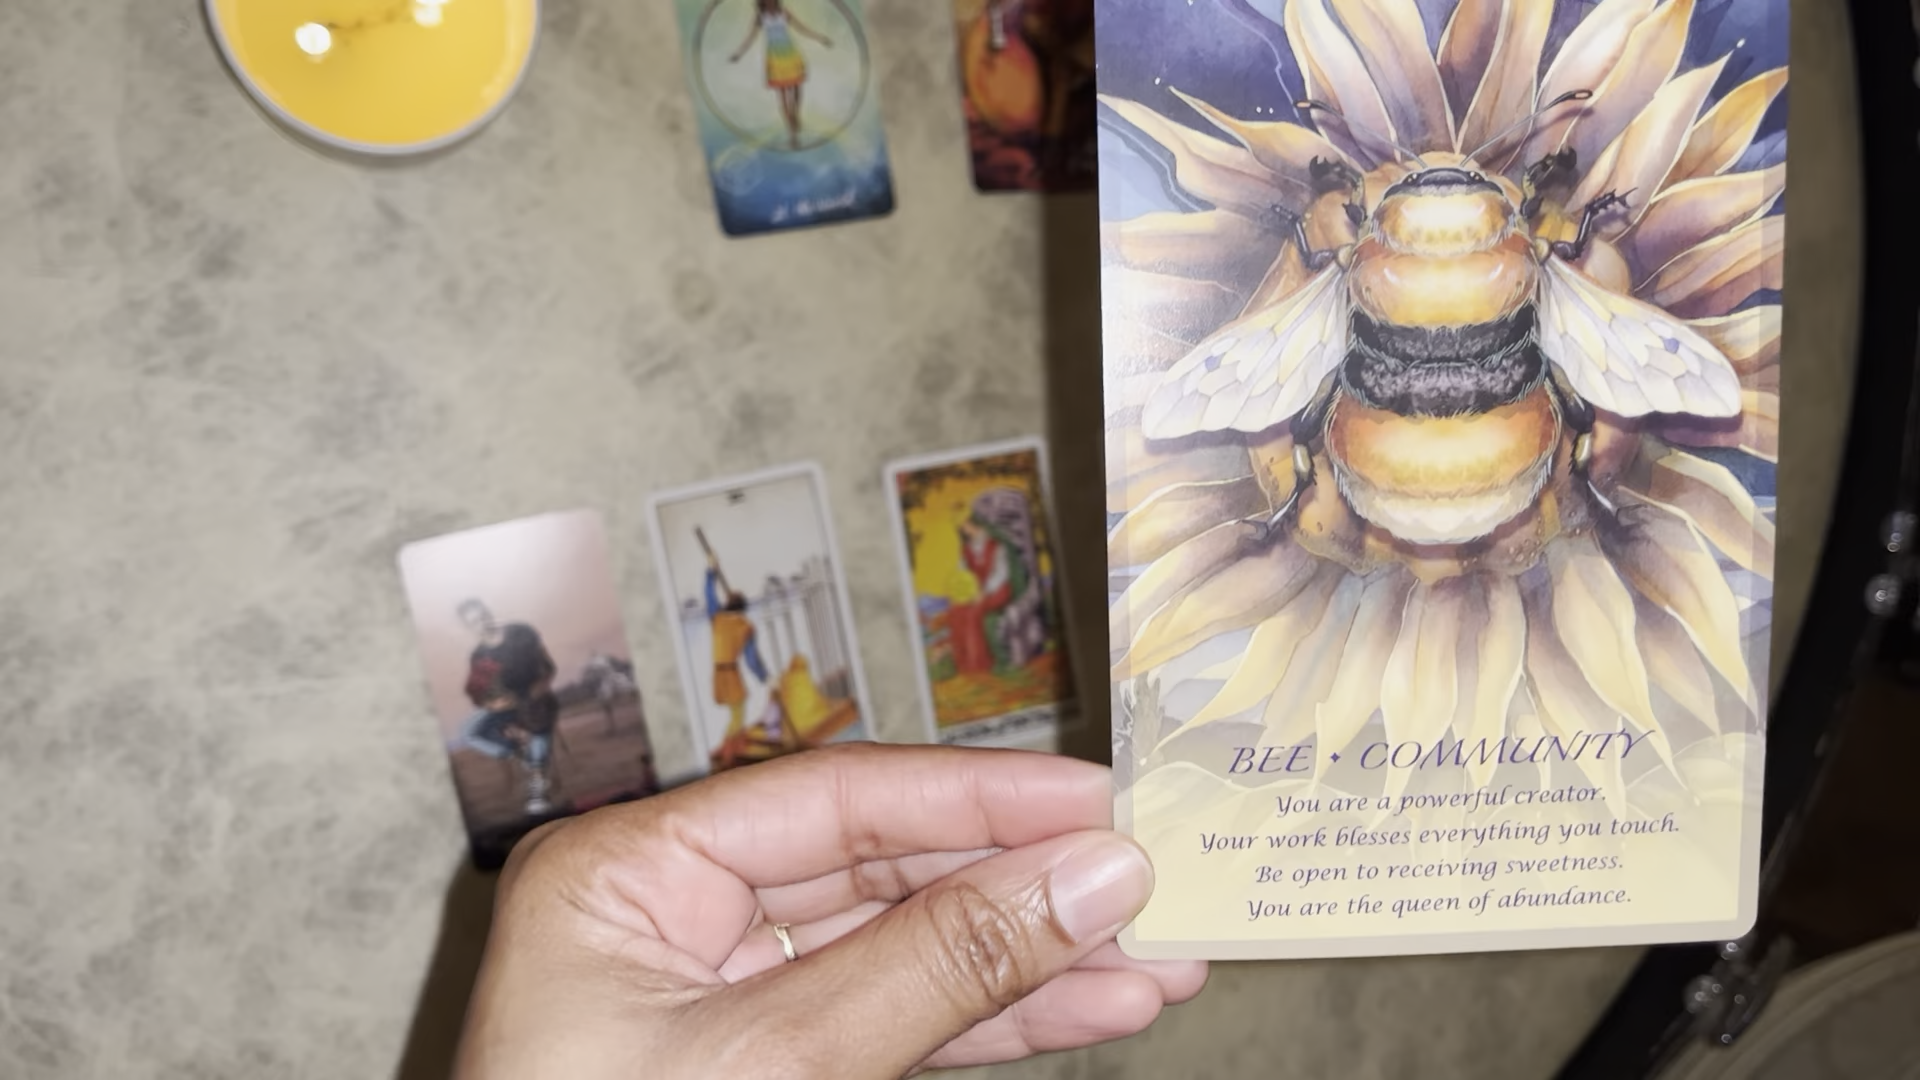 BEE ✦ COMMUNITY
You are a powerful creator.
Your work blesses everything you touch.
Be open to receiving sweetness.
You are the queen of abundance.